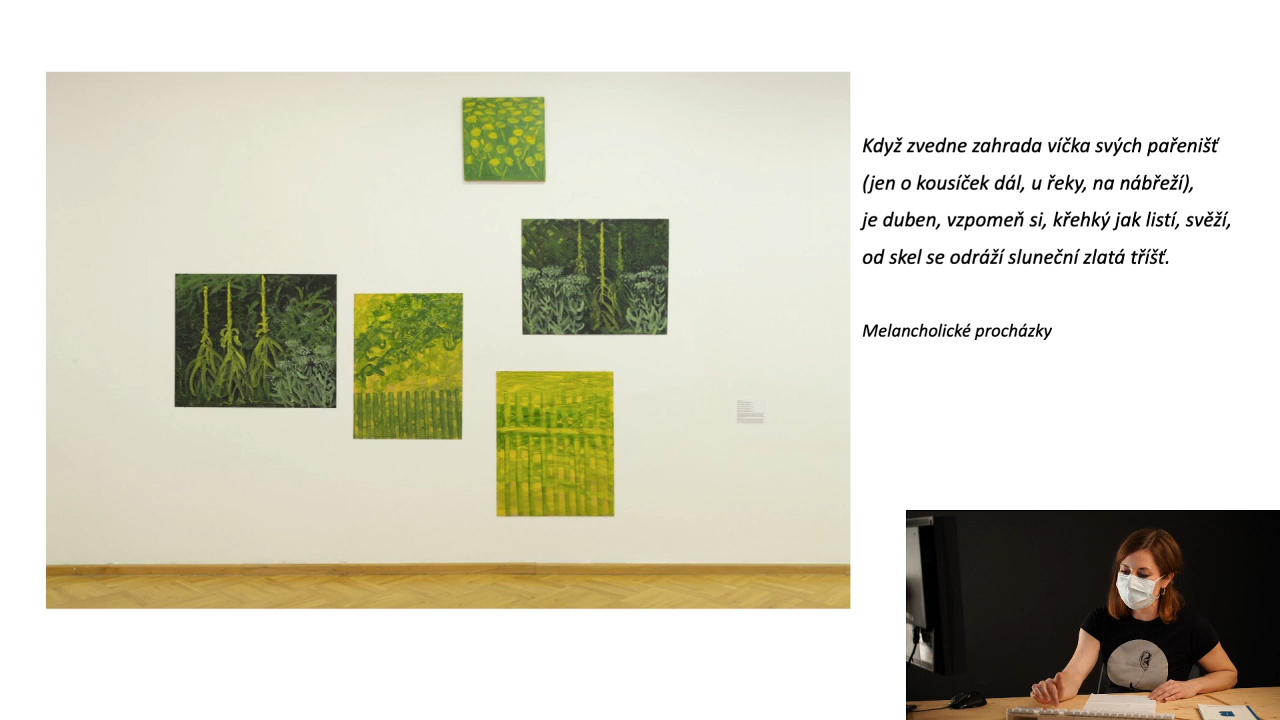 Když zvedne zahrada víčka svých pařenišť
(jen o kousíček dál, u řeky, na nábřeží),
je duben, vzpomeň si, křehký jak listí, svěží,
od skel se odráží sluneční zlatá tříšť.
Melancholické procházky